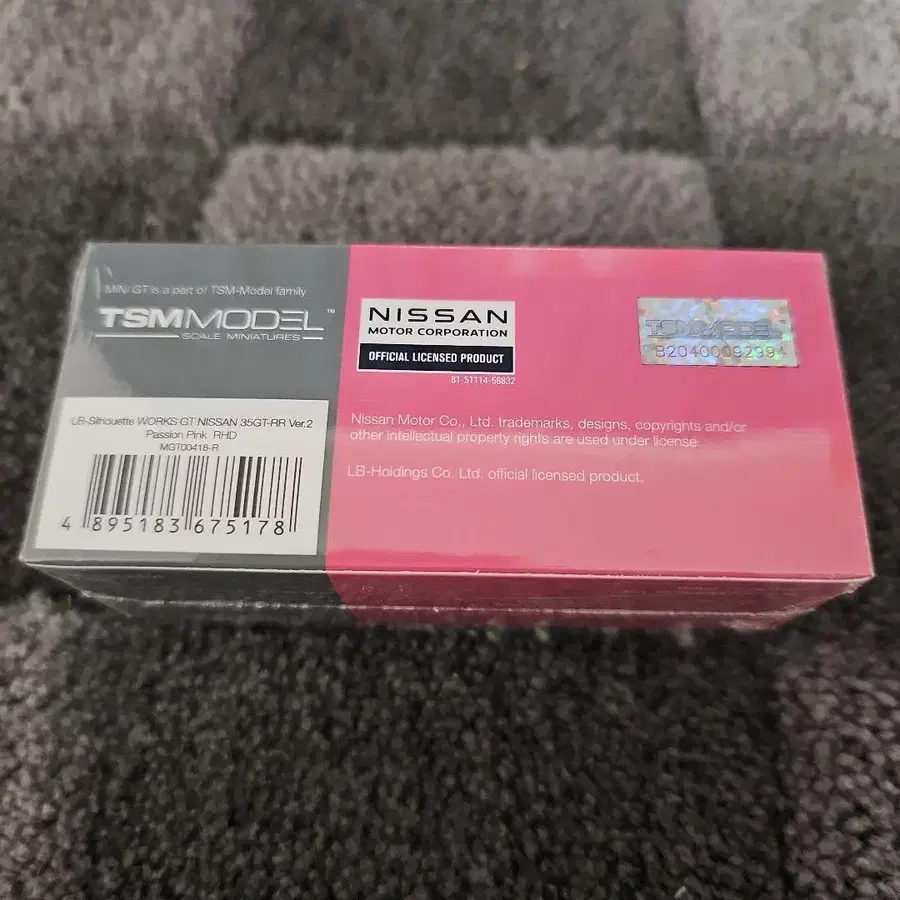 MINI GT is a part of TSM-Model family
TSMMODEL™
SCALE MINIATURES
LB-Silhouette WORKS GT NISSAN 35GT-RR Ver.2
Passion Pink RHD
MGT00418-R
4 895183 675178
NISSAN
MOTOR CORPORATION
OFFICIAL LICENSED PRODUCT
81-51114-56832
Nissan Motor Co., Ltd. trademarks, designs, copyrights and/or
other intellectual property rights are used under license.
LB-Holdings Co. Ltd. official licensed product.
TSMMODEL
B20400092994